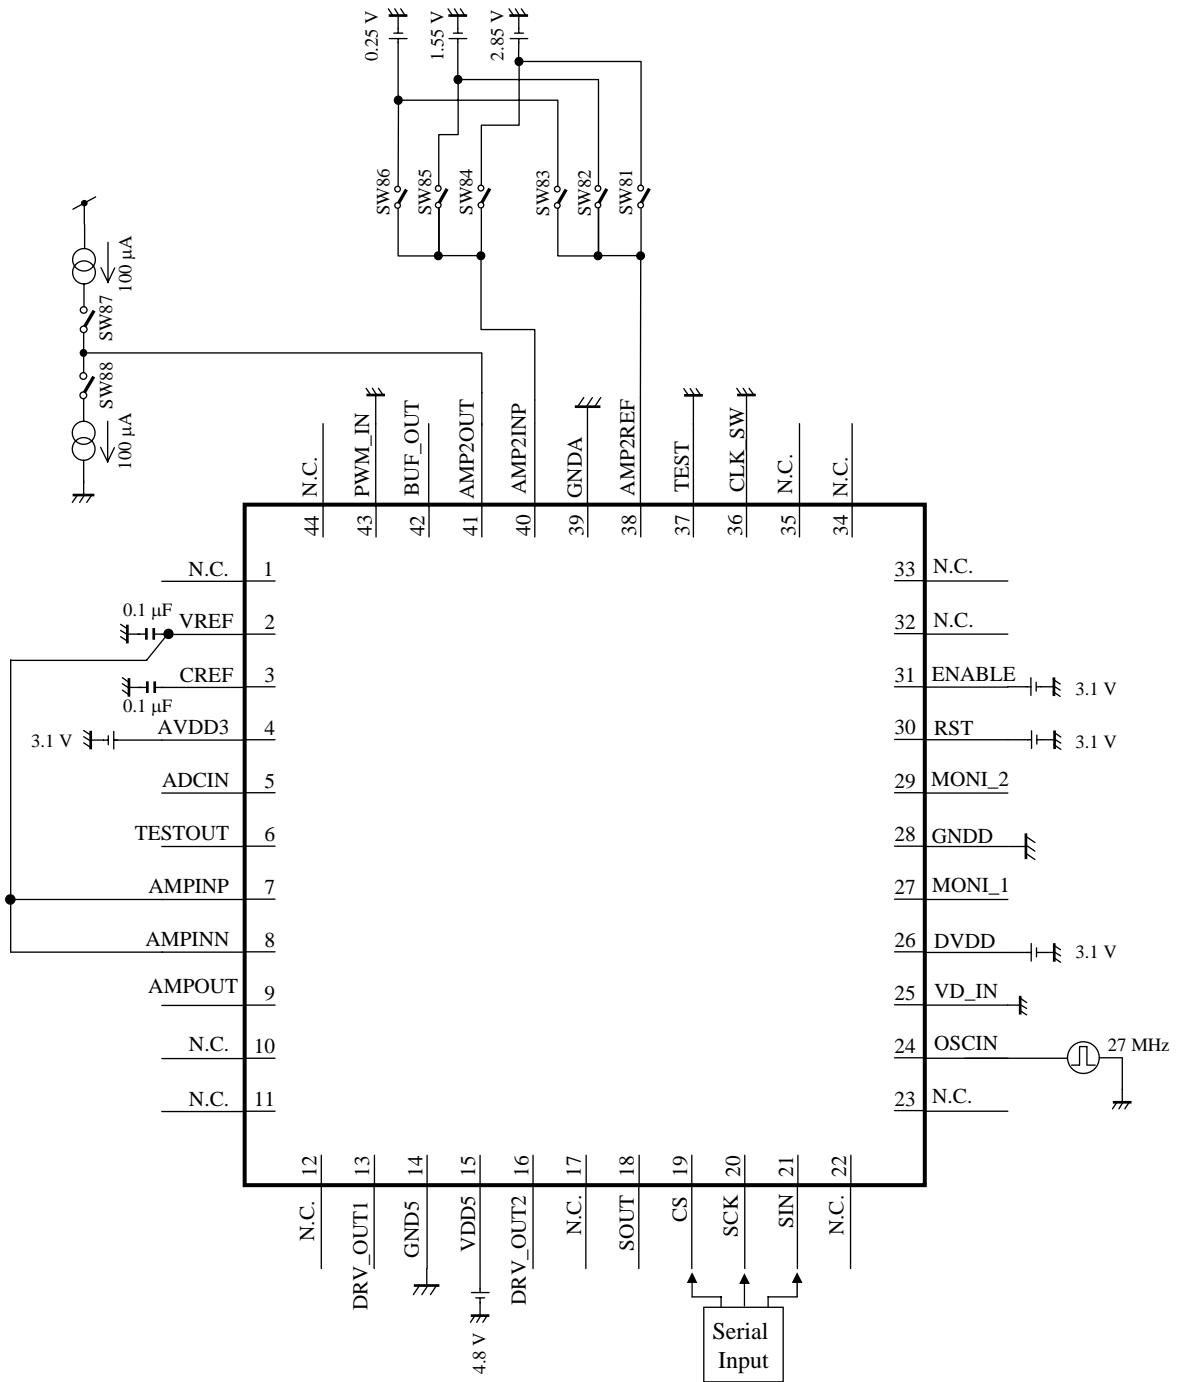 0.25 V
1.55 V
2.85 V
SW86
SW85
SW84
SW83
SW82
SW81
100 μA
SW87
SW88
100 μA
N.C.
PWM_IN
BUF_OUT
AMP2OUT
AMP2INP
GNDA
AMP2REF
TEST
CLK_SW
N.C.
N.C.
44
43
42
41
40
39
38
37
36
35
34
N.C. 1
0.1 μF
VREF 2
CREF 3
0.1 μF
3.1 V AVDD3 4
ADCIN 5
TESTOUT 6
AMPINP 7
AMPINN 8
AMPOUT 9
N.C. 10
N.C. 11
33 N.C.
32 N.C.
31 ENABLE 3.1 V
30 RST 3.1 V
29 MONI_2
28 GNDD
27 MONI_1
26 DVDD 3.1 V
25 VD_IN
24 OSCIN 27 MHz
23 N.C.
12
13
14
15
16
17
18
19
20
21
22
N.C.
DRV_OUT1
GND5
VDD5
DRV_OUT2
N.C.
SOUT
CS
SCK
SIN
N.C.
4.8 V
Serial
Input